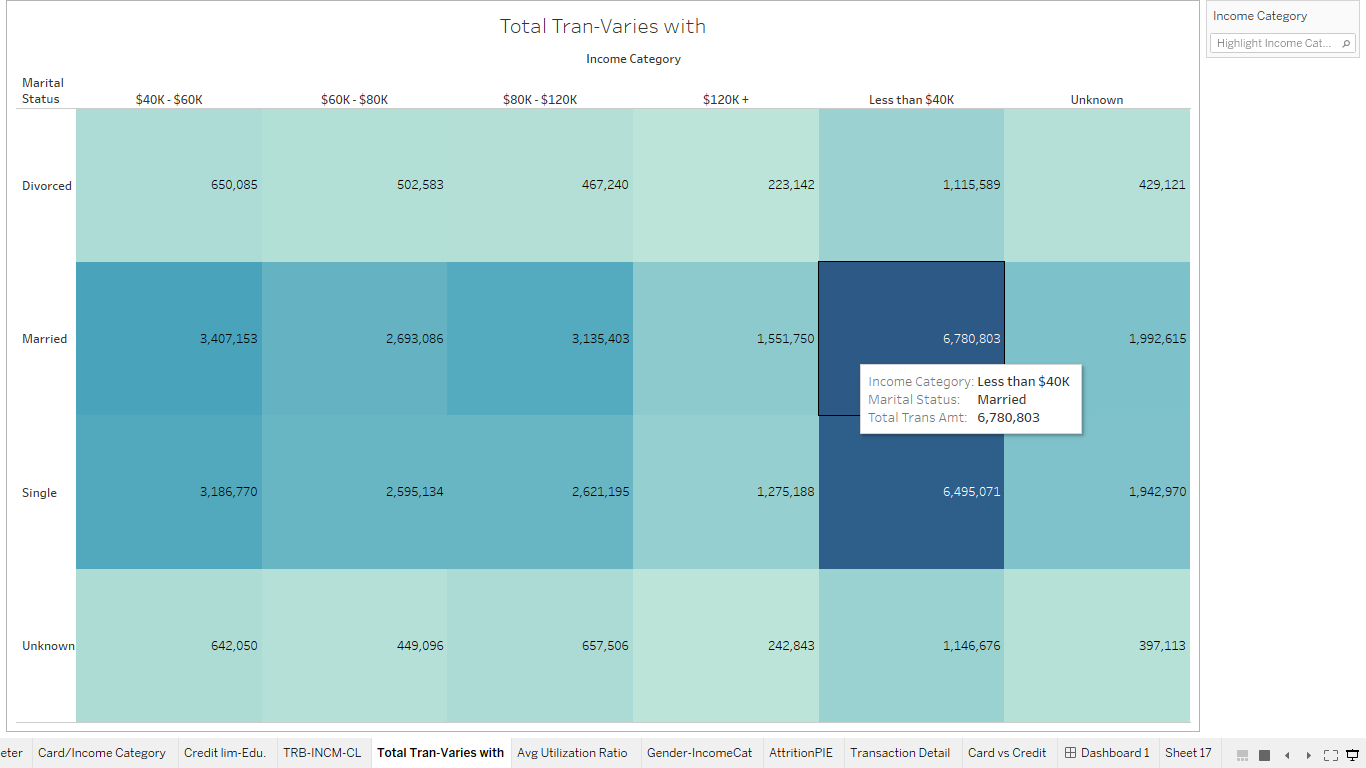 Total Tran-Varies with
Income Category
Highlight Income Cat...
Income Category
Marital
Status
$40K - $60K $60K - $80K $80K - $120K $120K + Less than $40K Unknown
Divorced 650,085 502,583 467,240 223,142 1,115,589 429,121
Married 3,407,153 2,693,086 3,135,403 1,551,750 6,780,803 1,992,615
Income Category: Less than $40K
Marital Status: Married
Total Trans Amt: 6,780,803
Single 3,186,770 2,595,134 2,621,195 1,275,188 6,495,071 1,942,970
Unknown 642,050 449,096 657,506 242,843 1,146,676 397,113
eter Card/Income Category Credit lim-Edu. TRB-INCM-CL Total Tran-Varies with Avg Utilization Ratio Gender-IncomeCat AttritionPIE Transaction Detail Card vs Credit Dashboard 1 Sheet 17